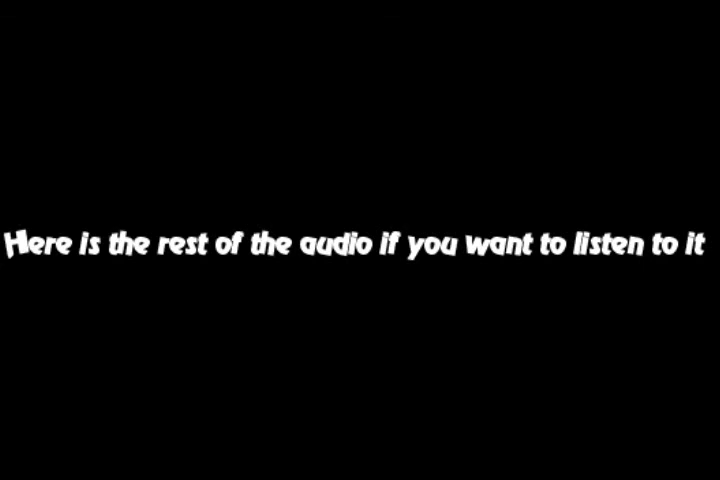 Here is the rest of the audio if you want to listen to it